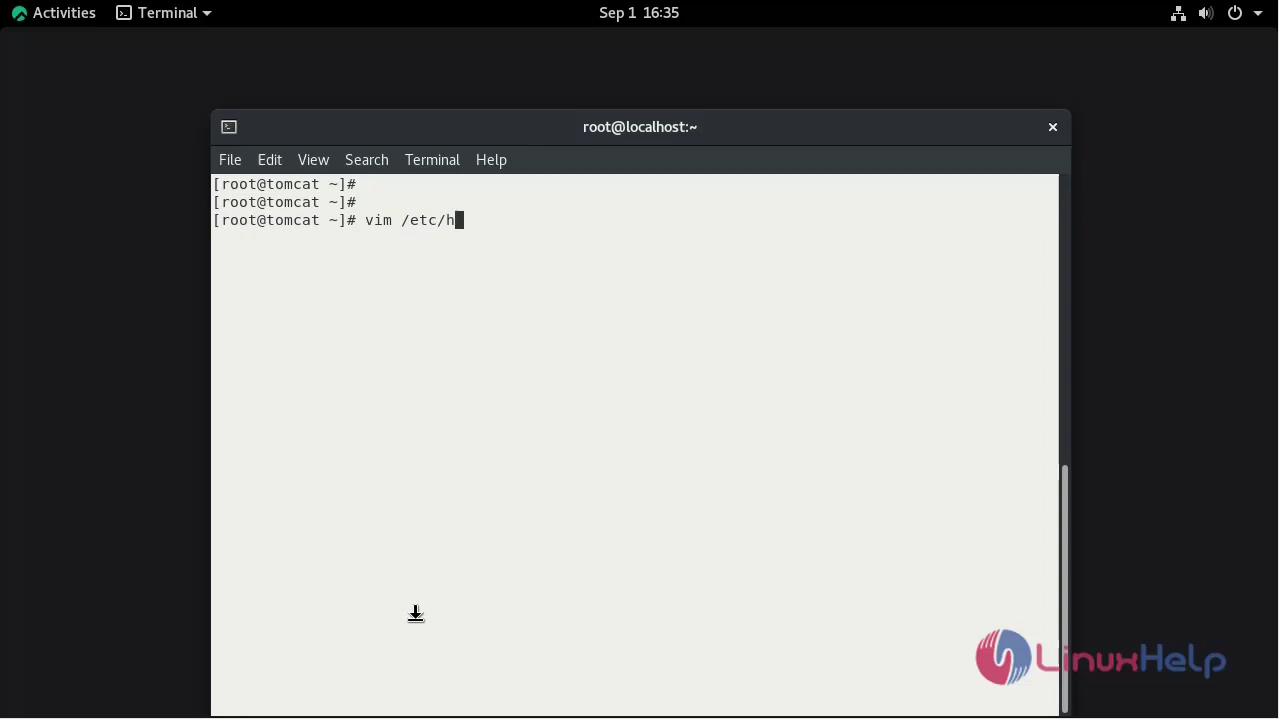 Activities Terminal Sep 1 16:35
root@localhost:~
File Edit View Search Terminal Help
[root@tomcat ~]#
[root@tomcat ~]#
[root@tomcat ~]# vim /etc/h
LinuxHelp